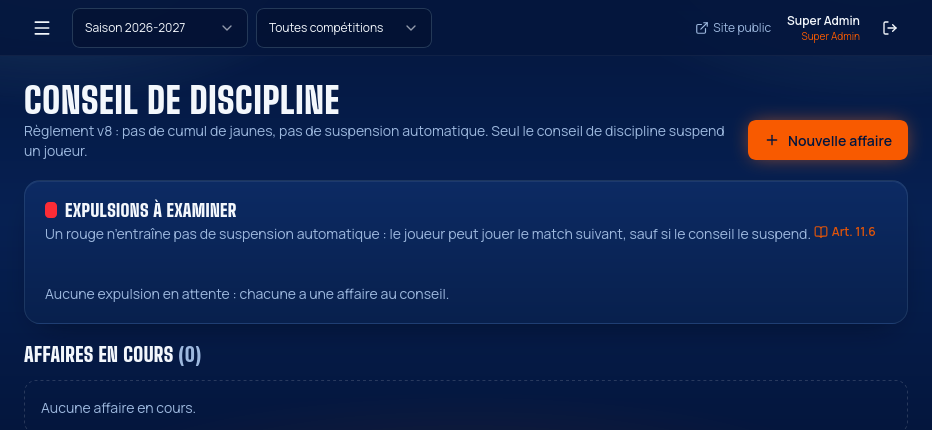 Saison 2026-2027
Toutes compétitions
Site public
Super Admin
Super Admin
CONSEIL DE DISCIPLINE
Règlement v8 : pas de cumul de jaunes, pas de suspension automatique. Seul le conseil de discipline suspend
un joueur.
Nouvelle affaire
EXPULSIONS À EXAMINER
Un rouge n'entraîne pas de suspension automatique : le joueur peut jouer le match suivant, sauf si le conseil le suspend. Art. 11.6
Aucune expulsion en attente : chacune a une affaire au conseil.
AFFAIRES EN COURS (0)
Aucune affaire en cours.